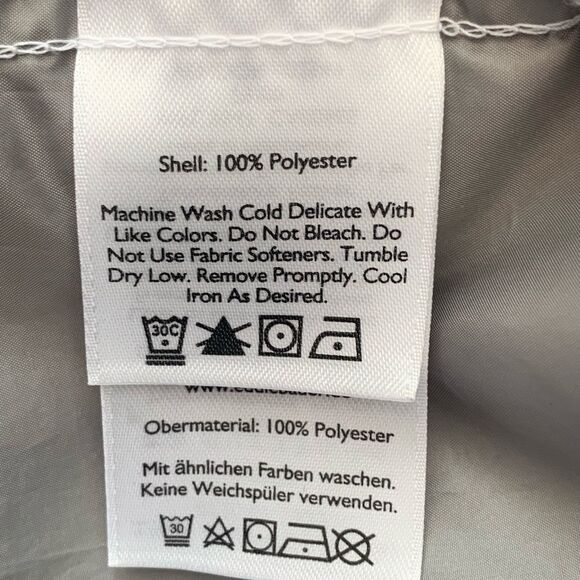 Shell: 100% Polyester
Machine Wash Cold Delicate With
Like Colors. Do Not Bleach. Do
Not Use Fabric Softeners. Tumble
Dry Low. Remove Promptly. Cool
Iron As Desired.
30C
Obermaterial: 100% Polyester
Mit ähnlichen Farben waschen.
Keine Weichspüler verwenden.
30